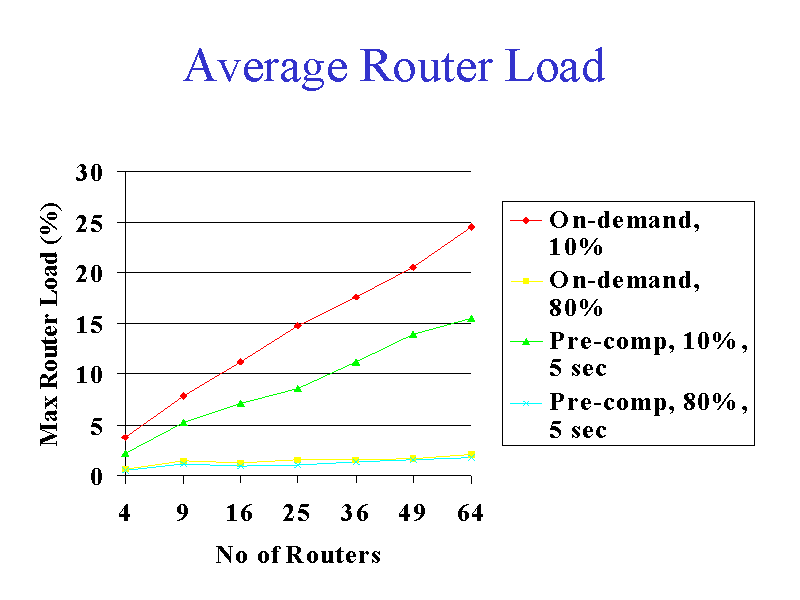 Average Router Load
30
25
20
15
10
5
0
Max Router Load (%)
4 9 16 25 36 49 64
No of Routers
On-demand,
10%
On-demand,
80%
Pre-comp, 10%,
5 sec
Pre-comp, 80%,
5 sec